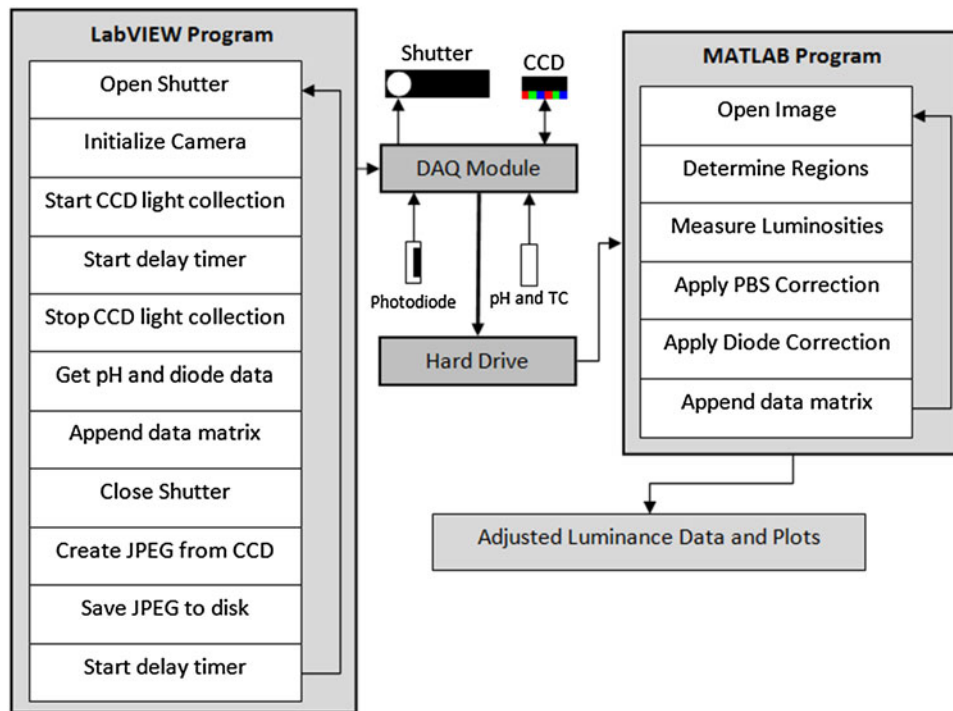 LabVIEW Program
Open Shutter
Initialize Camera
Start CCD light collection
Start delay timer
Stop CCD light collection
Get pH and diode data
Append data matrix
Close Shutter
Create JPEG from CCD
Save JPEG to disk
Start delay timer
Shutter
CCD
DAQ Module
Photodiode
pH and TC
Hard Drive
MATLAB Program
Open Image
Determine Regions
Measure Luminosities
Apply PBS Correction
Apply Diode Correction
Append data matrix
Adjusted Luminance Data and Plots